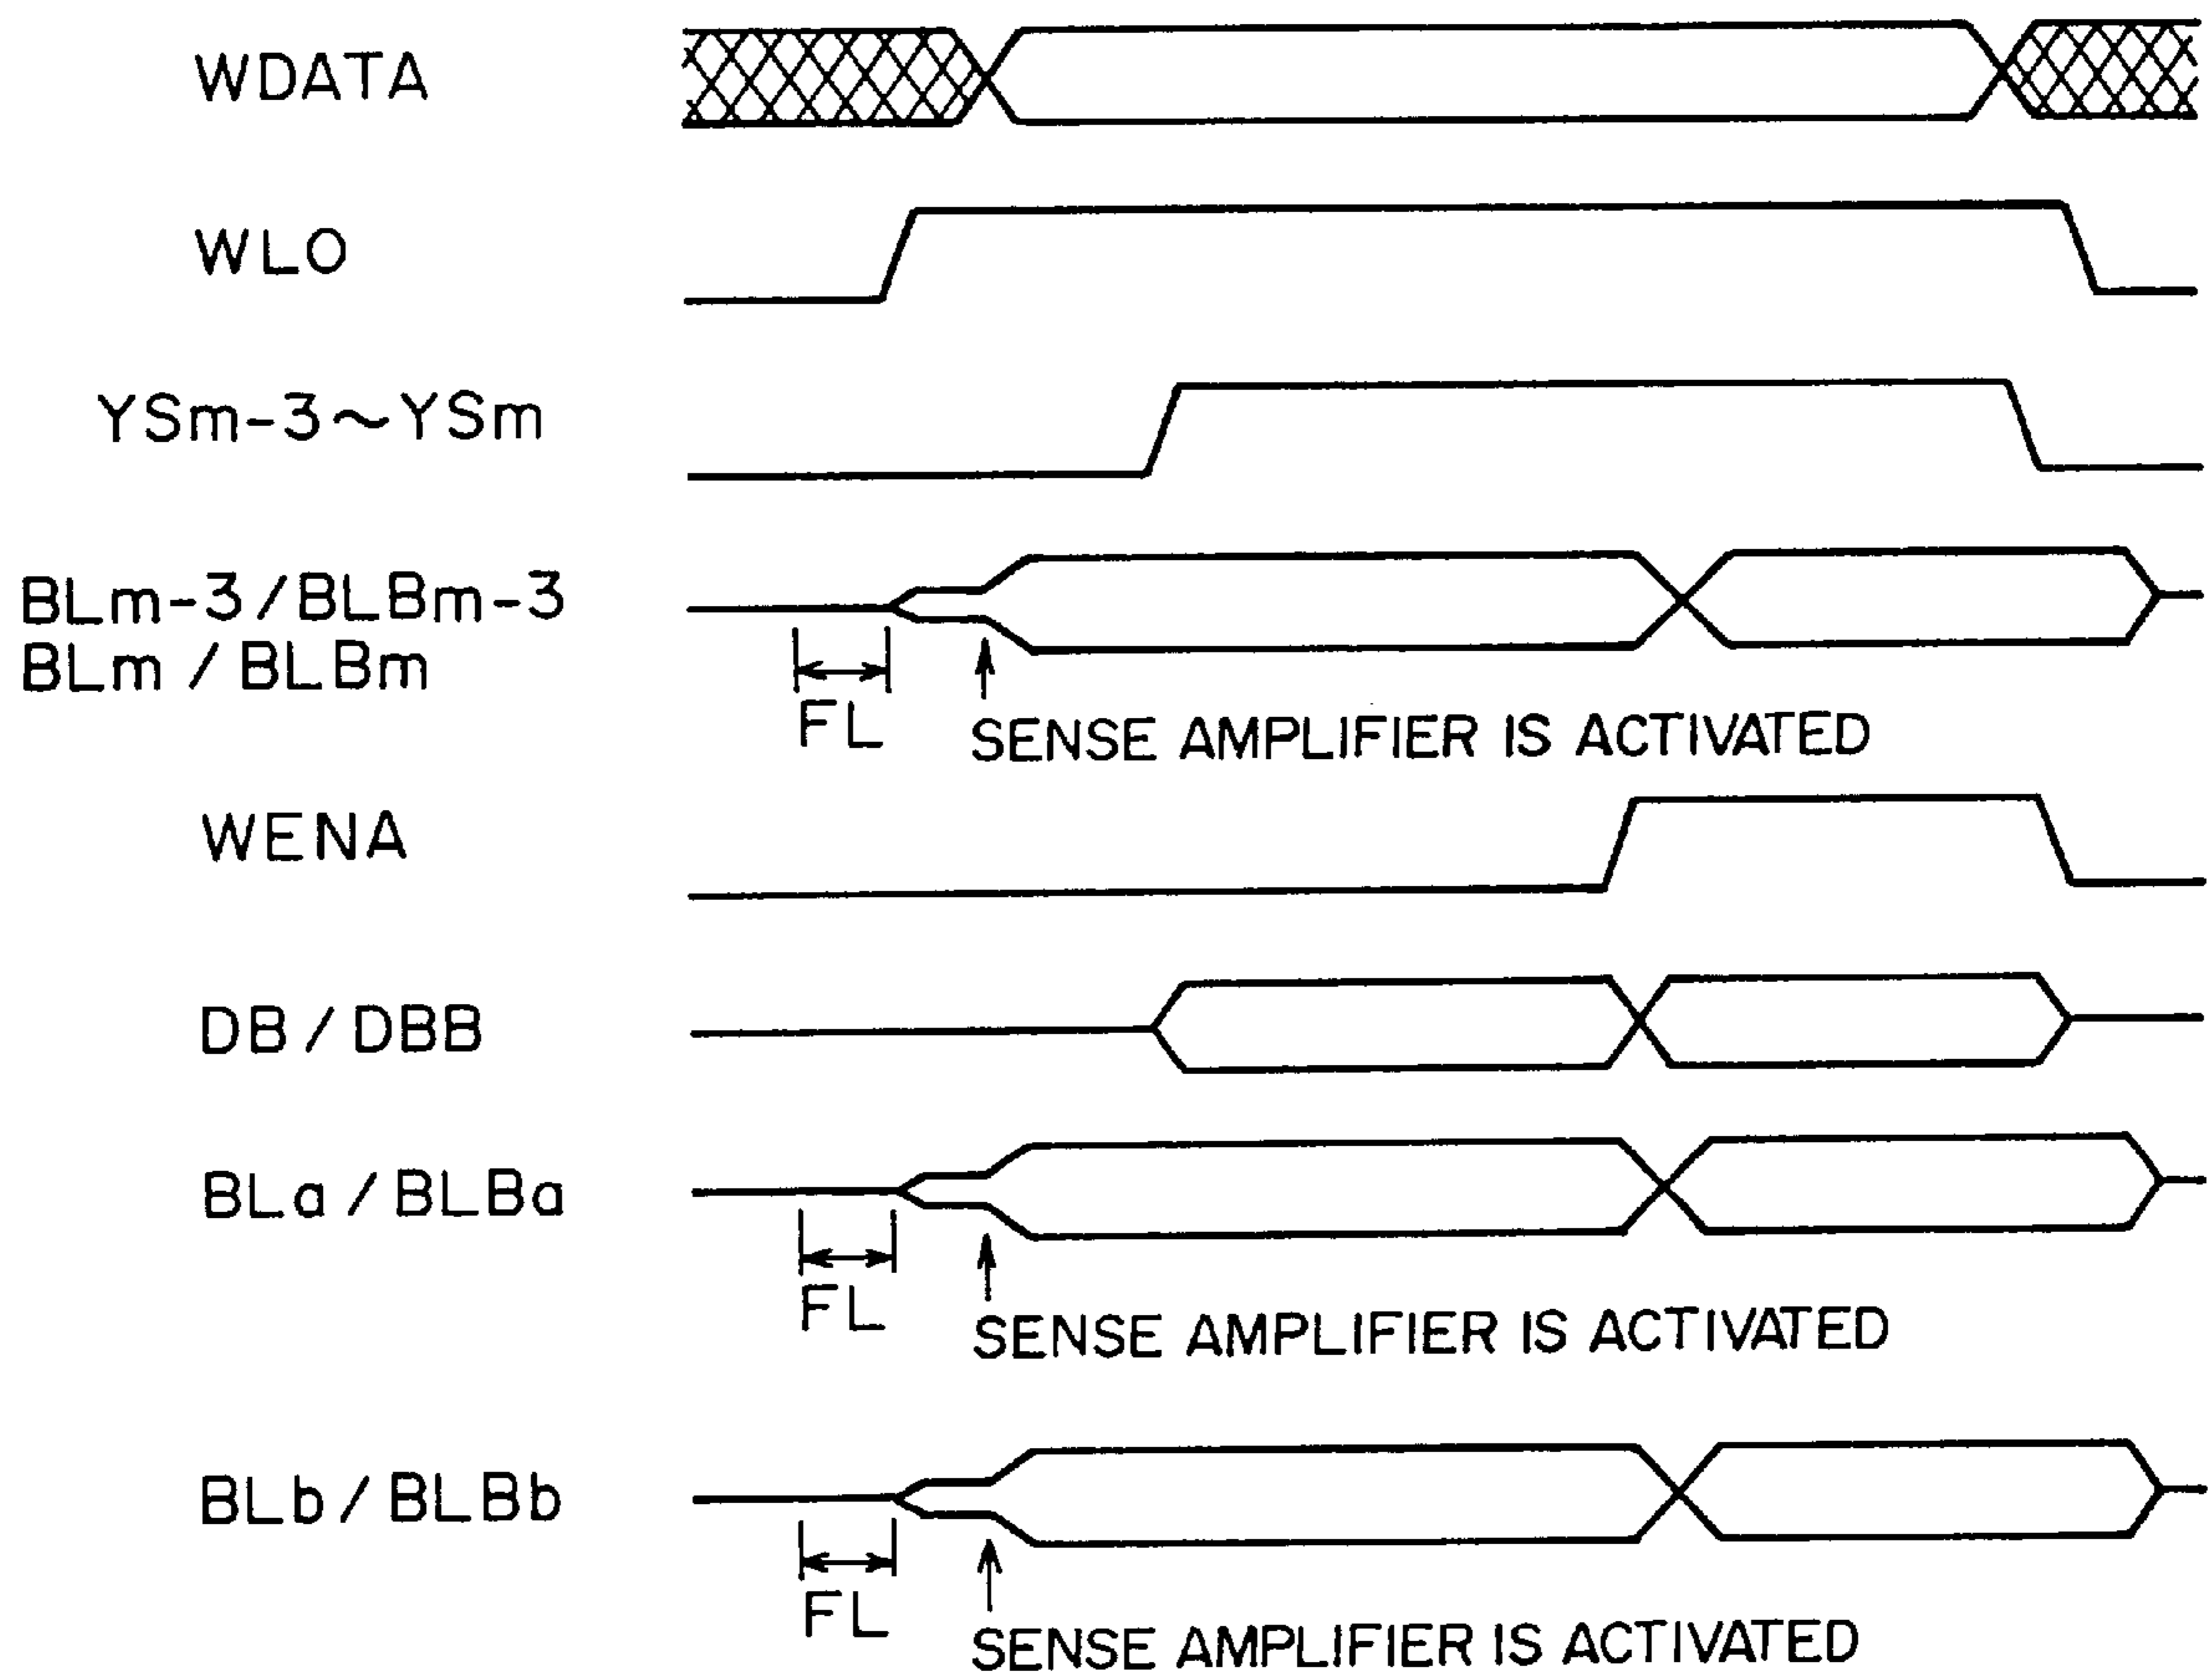 WDATA
WLO
YSm-3~YSm
BLm-3/BLBm-3
BLm/BLBm
FL
SENSE AMPLIFIER IS ACTIVATED
WENA
DB/DBB
BLa/BLBa
FL
SENSE AMPLIFIER IS ACTIVATED
BLb/BLBb
FL
SENSE AMPLIFIER IS ACTIVATED